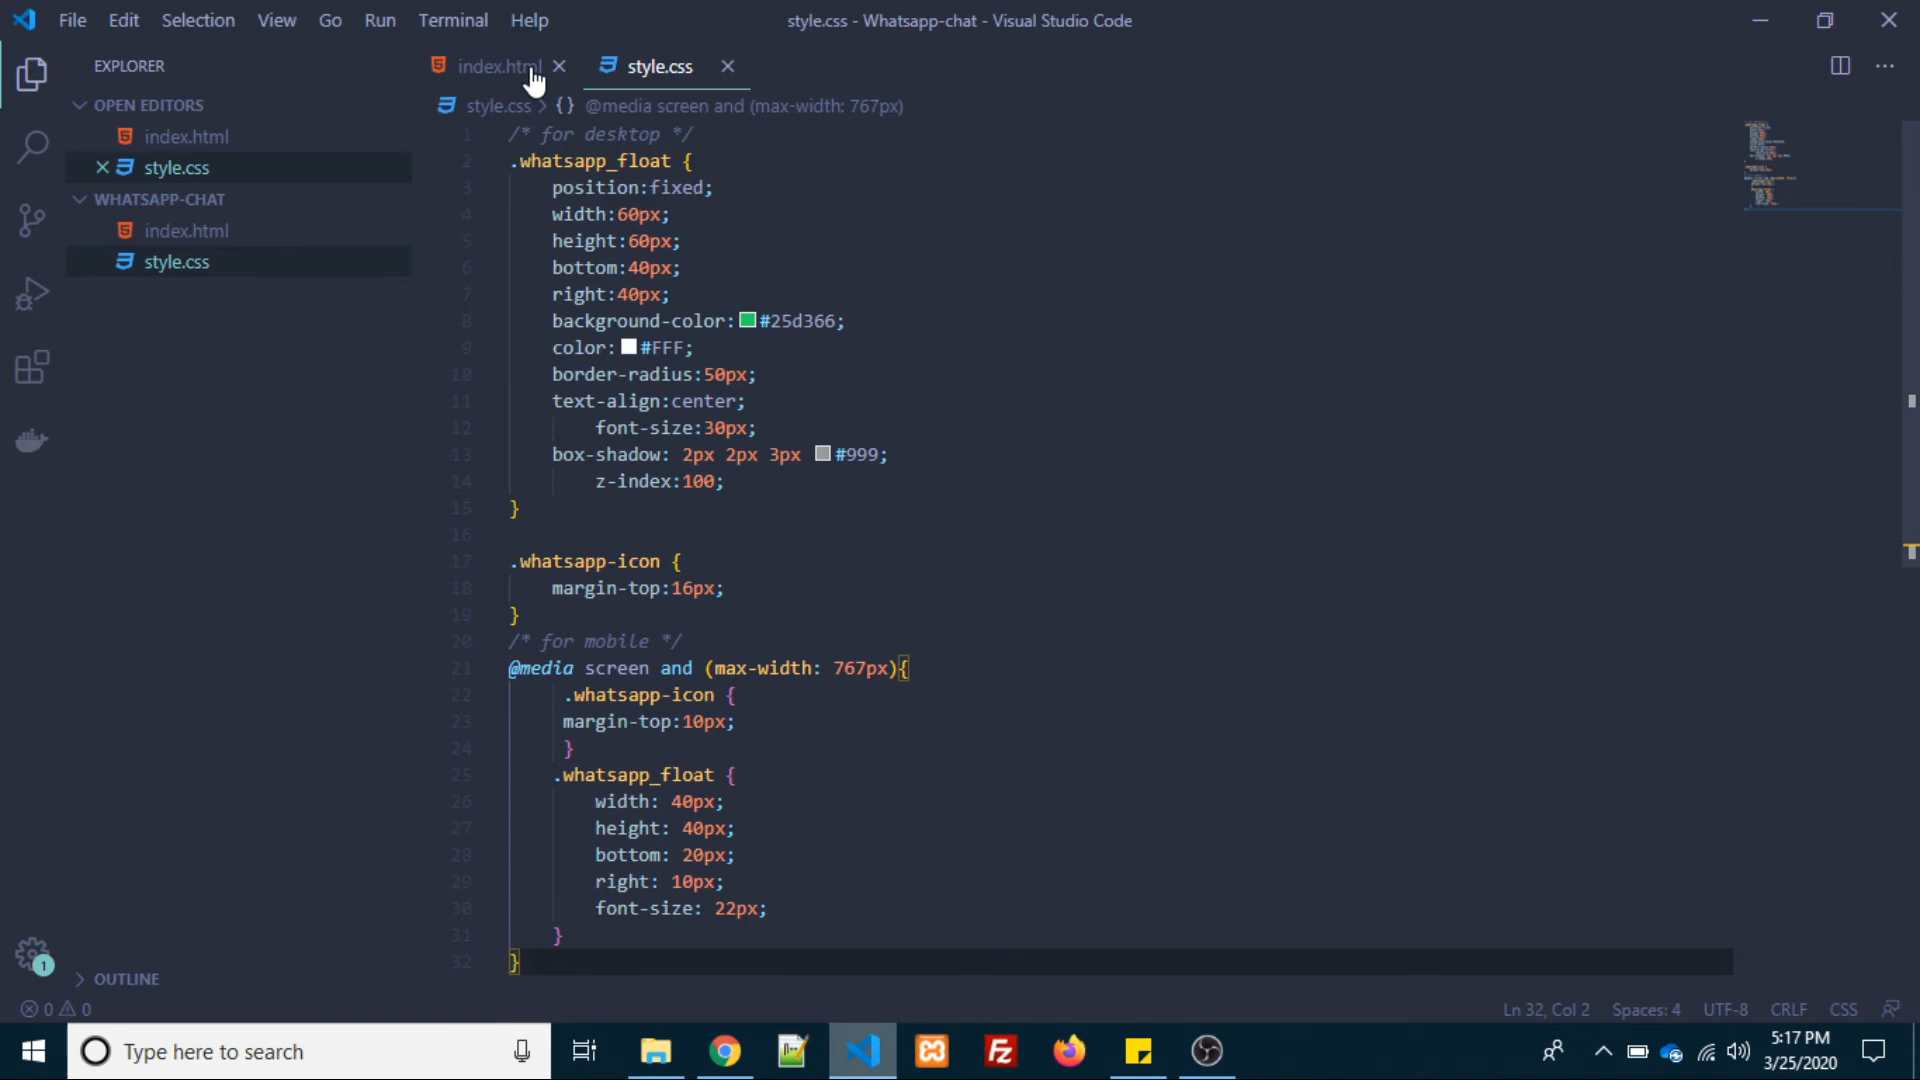 File Edit Selection View Go Run Terminal Help
style.css - Whatsapp-chat - Visual Studio Code
EXPLORER
OPEN EDITORS
index.html
style.css
WHATSAPP-CHAT
index.html
style.css
OUTLINE
index.html
style.css
style.css > {} @media screen and (max-width: 767px)
1 /* for desktop */
2 .whatsapp_float {
3 position:fixed;
4 width:60px;
5 height:60px;
6 bottom:40px;
7 right:40px;
8 background-color:#25d366;
9 color:#FFF;
10 border-radius:50px;
11 text-align:center;
12 font-size:30px;
13 box-shadow: 2px 2px 3px #999;
14 z-index:100;
15 }
16
17 .whatsapp-icon {
18 margin-top:16px;
19 }
20 /* for mobile */
21 @media screen and (max-width: 767px){
22 .whatsapp-icon {
23 margin-top:10px;
24 }
25 .whatsapp_float {
26 width: 40px;
27 height: 40px;
28 bottom: 20px;
29 right: 10px;
30 font-size: 22px;
31 }
32 }
1
0 0
Ln 32, Col 2 Spaces: 4 UTF-8 CRLF CSS
Type here to search
Fz
5:17 PM
3/25/2020